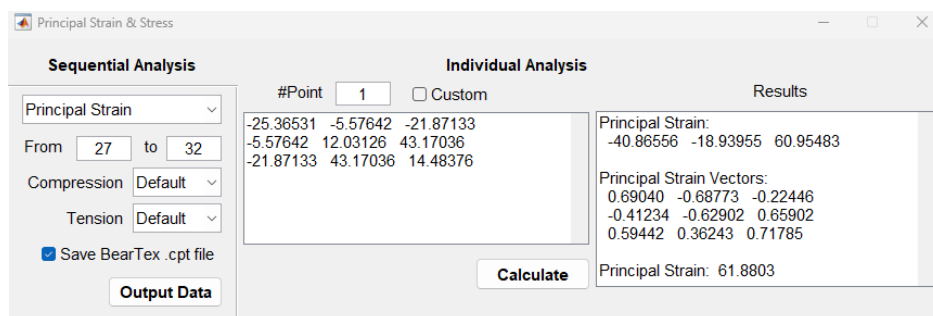 Principal Strain & Stress
Sequential Analysis
Principal Strain
From 27 to 32
Compression Default
Tension Default
Save BearTex .cpt file
Output Data
Individual Analysis
#Point 1 Custom
-25.36531 -5.57642 -21.87133
-5.57642 12.03126 43.17036
-21.87133 43.17036 14.48376
Calculate
Results
Principal Strain:
-40.86556 -18.93955 60.95483
Principal Strain Vectors:
0.69040 -0.68773 -0.22446
-0.41234 -0.62902 0.65902
0.59442 0.36243 0.71785
Principal Strain: 61.8803